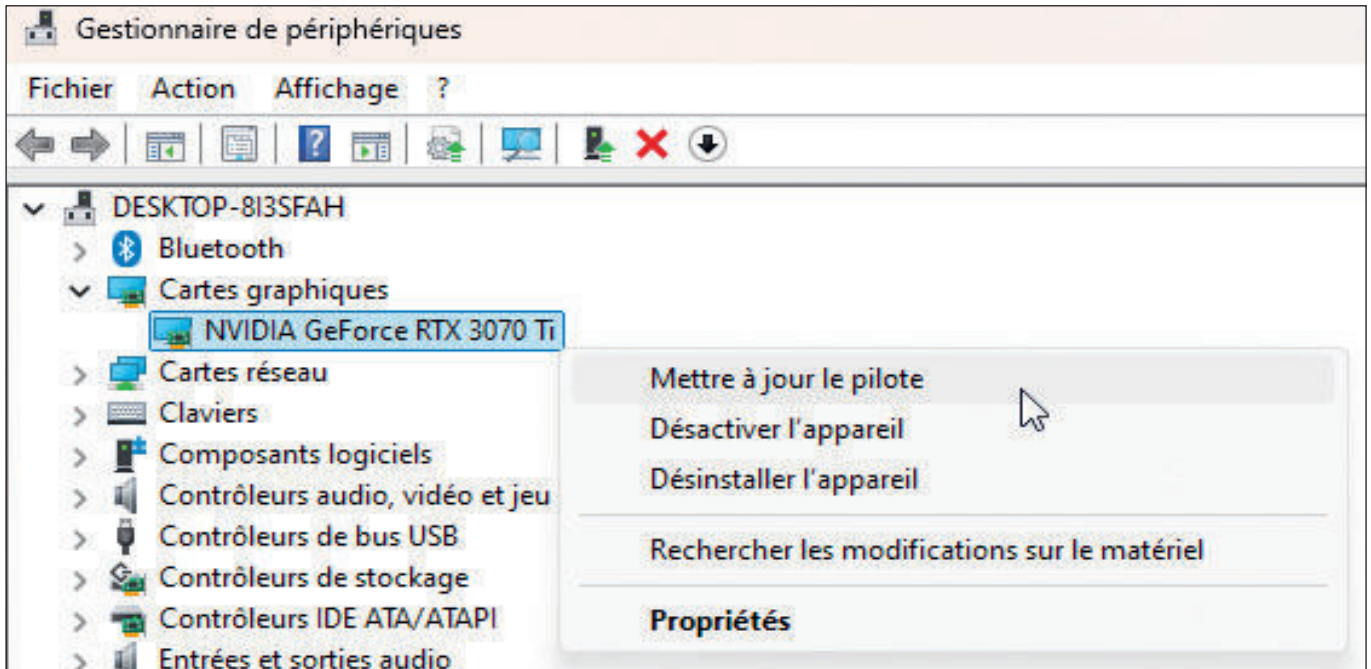 Gestionnaire de périphériques
Fichier Action Affichage ?
DESKTOP-8I3SFAH
Bluetooth
Cartes graphiques
NVIDIA GeForce RTX 3070 Ti
Cartes réseau
Claviers
Composants logiciels
Contrôleurs audio, vidéo et jeu
Contrôleurs de bus USB
Contrôleurs de stockage
Contrôleurs IDE ATA/ATAPI
Entrées et sorties audio
Mettre à jour le pilote
Désactiver l'appareil
Désinstaller l'appareil
Rechercher les modifications sur le matériel
Propriétés